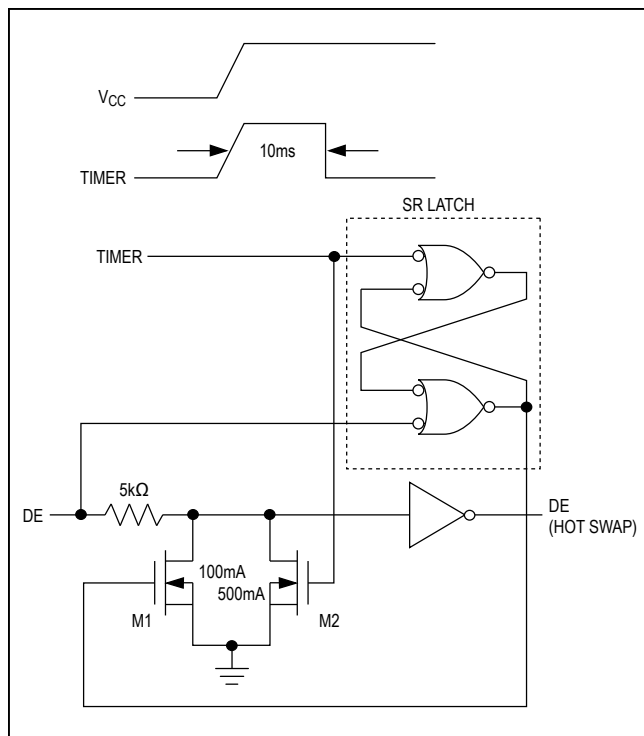 VCC
10ms
TIMER
SR LATCH
TIMER
5kΩ
DE
DE
(HOT SWAP)
100mA
500mA
M1
M2